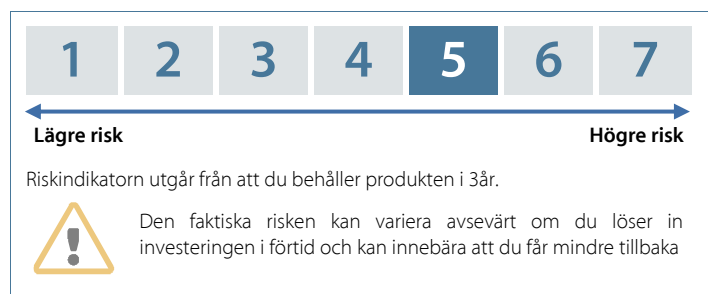 1 2 3 4 5 6 7
Lägre risk Högre risk
Riskindikatorn utgår från att du behåller produkten i 3år.
Den faktiska risken kan variera avsevärt om du löser in
investeringen i förtid och kan innebära att du får mindre tillbaka